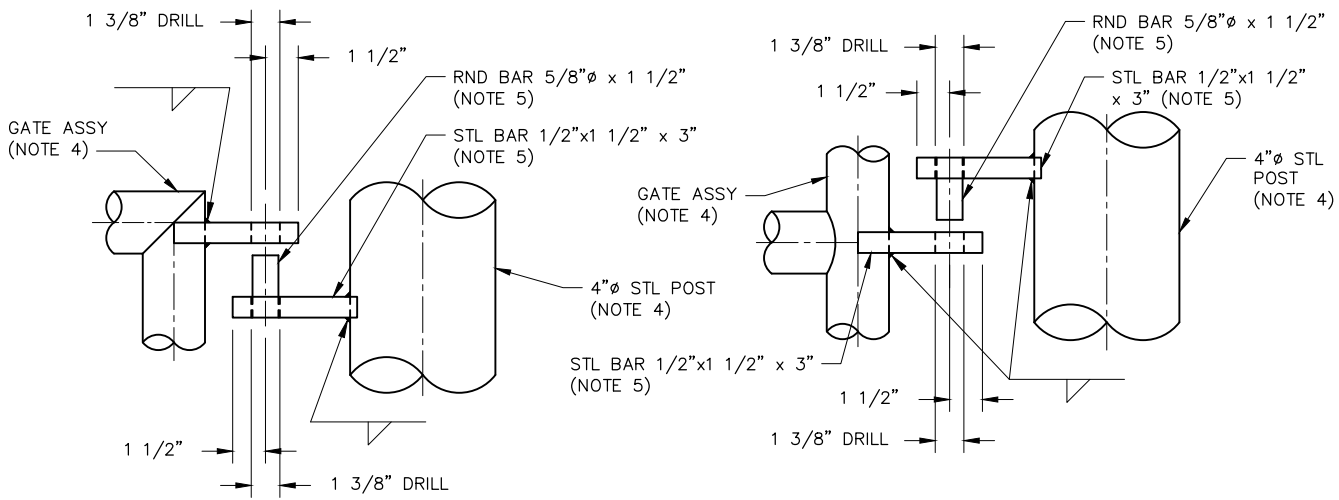 1 3/8” DRILL
1 1/2”
RND BAR 5/8”ø x 1 1/2”
(NOTE 5)
GATE ASSY
(NOTE 4)
STL BAR 1/2”x1 1/2” x 3”
(NOTE 5)
4”ø STL POST
(NOTE 4)
1 1/2”
1 3/8” DRILL
RND BAR 5/8”ø x 1 1/2”
(NOTE 5)
1 3/8” DRILL
STL BAR 1/2”x1 1/2”
x 3” (NOTE 5)
1 1/2”
4”ø STL
POST
(NOTE 4)
GATE ASSY
(NOTE 4)
STL BAR 1/2”x1 1/2” x 3”
(NOTE 5)
1 1/2”
1 3/8” DRILL